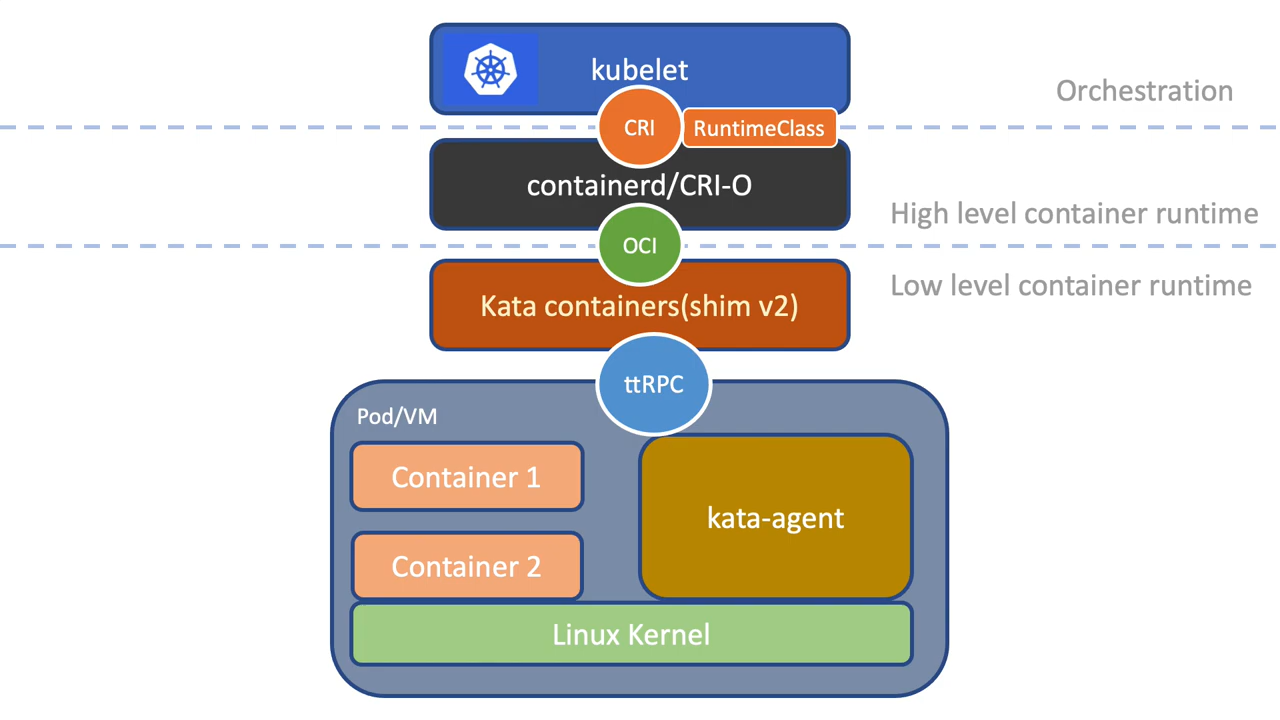 kubelet
Orchestration
CRI
RuntimeClass
containerd/CRI-O
High level container runtime
OCI
Low level container runtime
Kata containers(shim v2)
ttRPC
Pod/VM
Container 1
kata-agent
Container 2
Linux Kernel